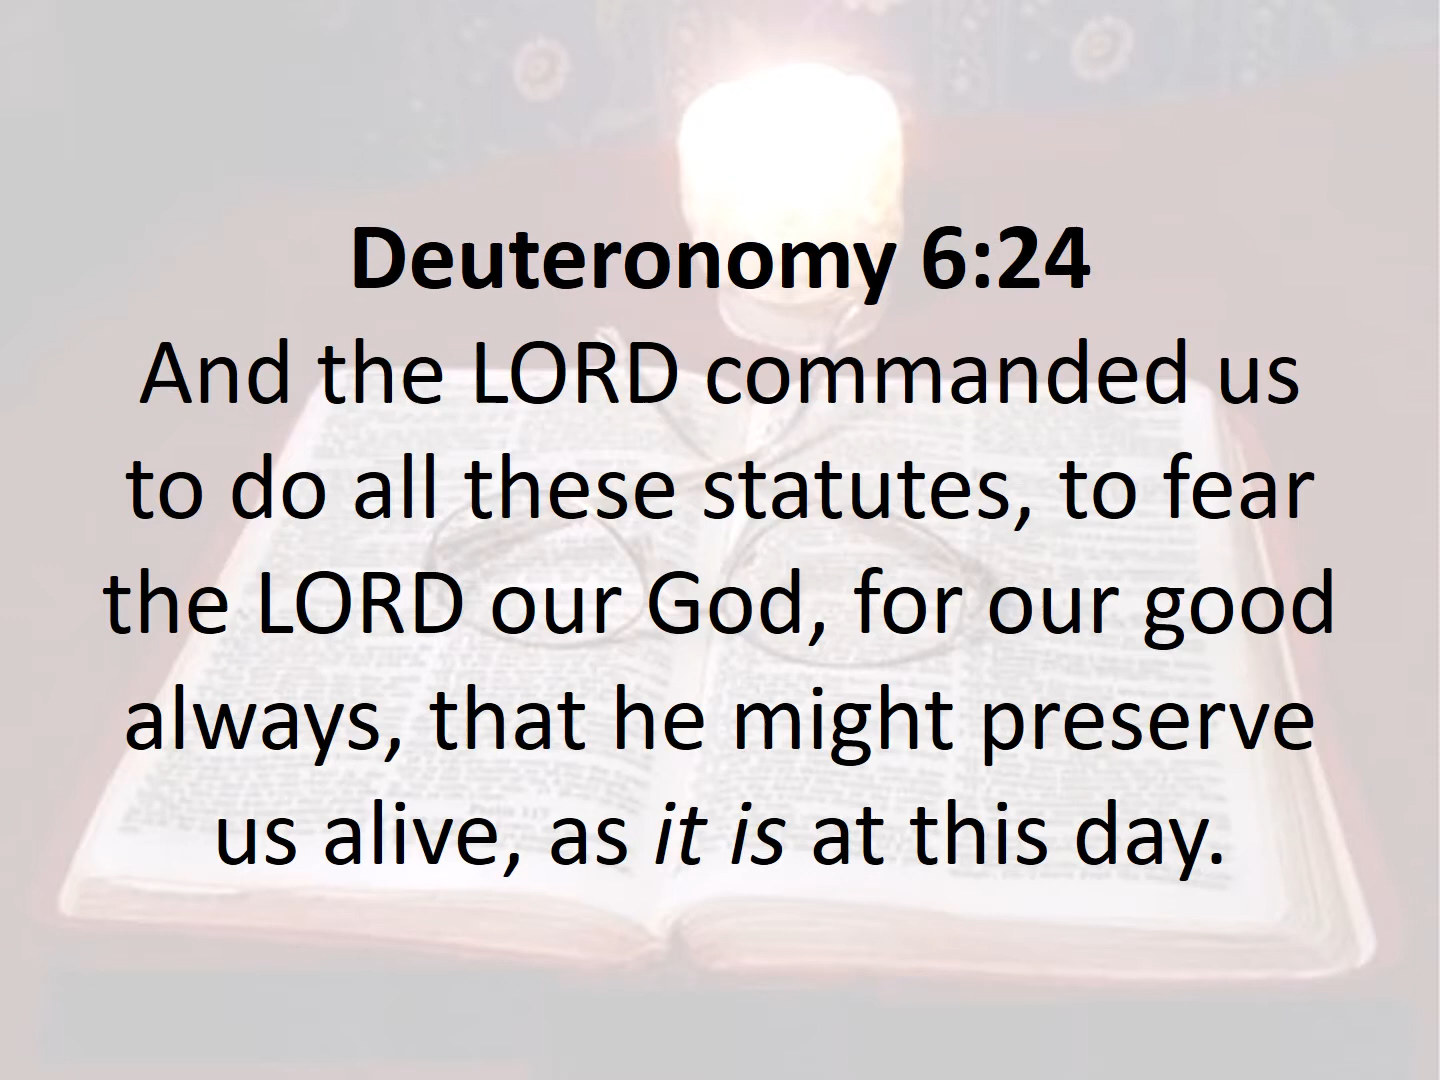 Deuteronomy 6:24
And the LORD commanded us
to do all these statutes, to fear
the LORD our God, for our good
always, that he might preserve
us alive, as it is at this day.